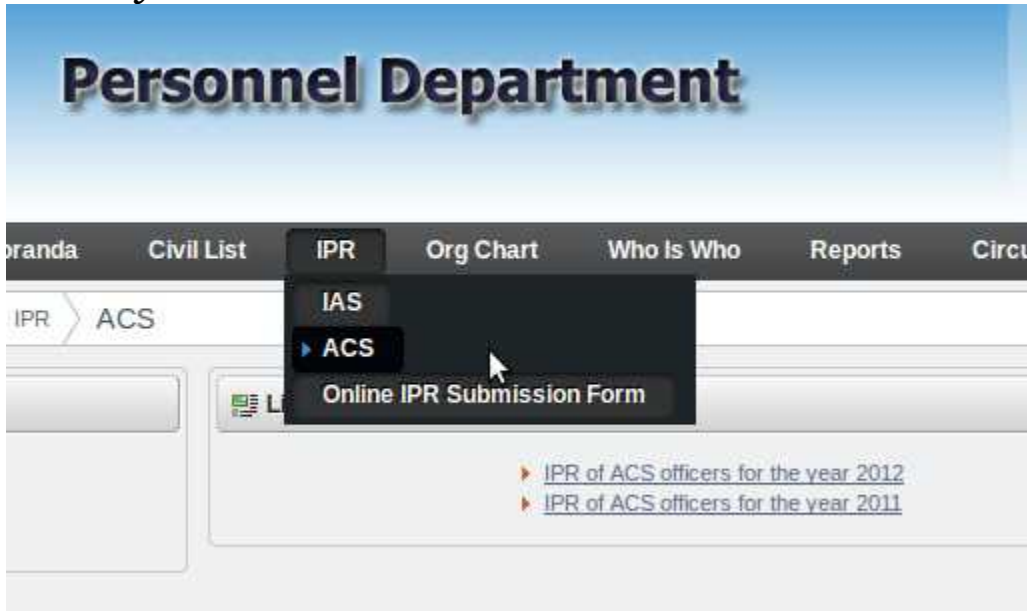 Personnel Department
Civil List IPR Org Chart Who Is Who Reports
IPR ACS
IAS
ACS
Online IPR Submission Form
IPR of ACS officers for the year 2012
IPR of ACS officers for the year 2011